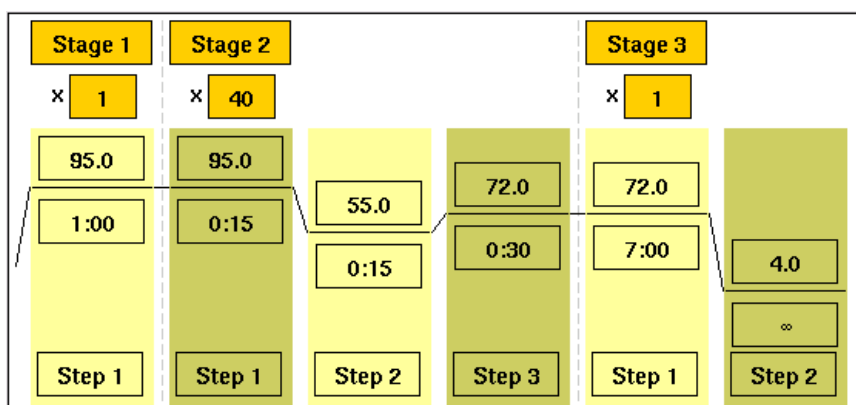 Stage 1 Stage 2 Stage 3
x 1 x 40 x 1
95.0 95.0 55.0 72.0 72.0 4.0
1:00 0:15 0:15 0:30 7:00 ∞
Step 1 Step 1 Step 2 Step 3 Step 1 Step 2